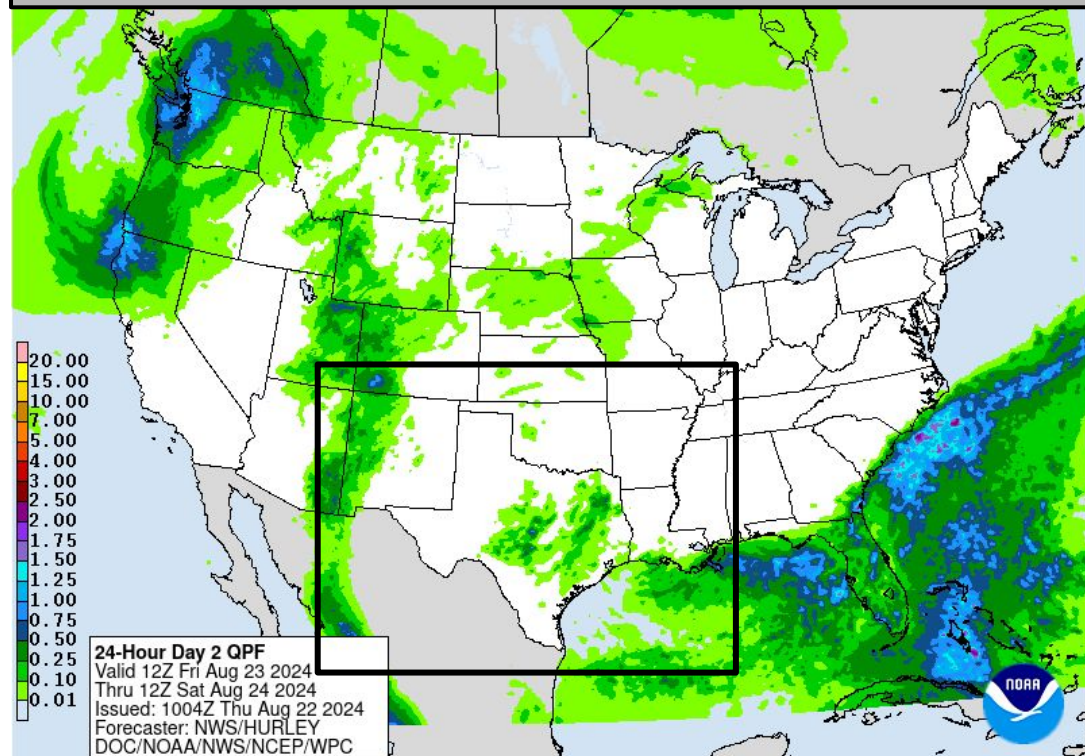 20.00
15.00
10.00
7.00
5.00
4.00
3.00
2.50
2.00
1.75
1.50
1.25
1.00
0.75
0.50
0.25
0.10
0.01
24-Hour Day 2 QPF
Valid 12Z Fri Aug 23 2024
Thru 12Z Sat Aug 24 2024
Issued: 1004Z Thu Aug 22 2024
Forecaster: NWS/HURLEY
DOC/NOAA/NWS/NCEP/WPC
NOAA